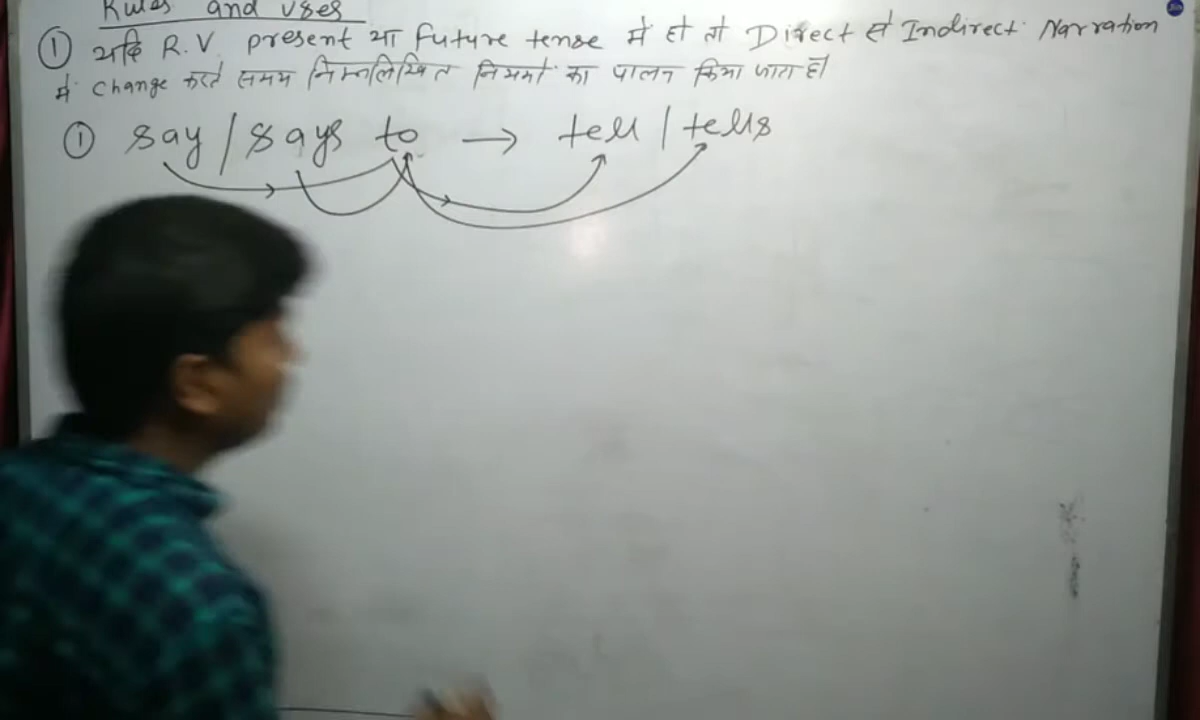 Rules and uses
① यदि R.V. present या future tense में हो तो Direct से Indirect Narration
में change करते समय निम्नलिखित नियमों का पालन किया जाता है।
① say / says to → tell / tells